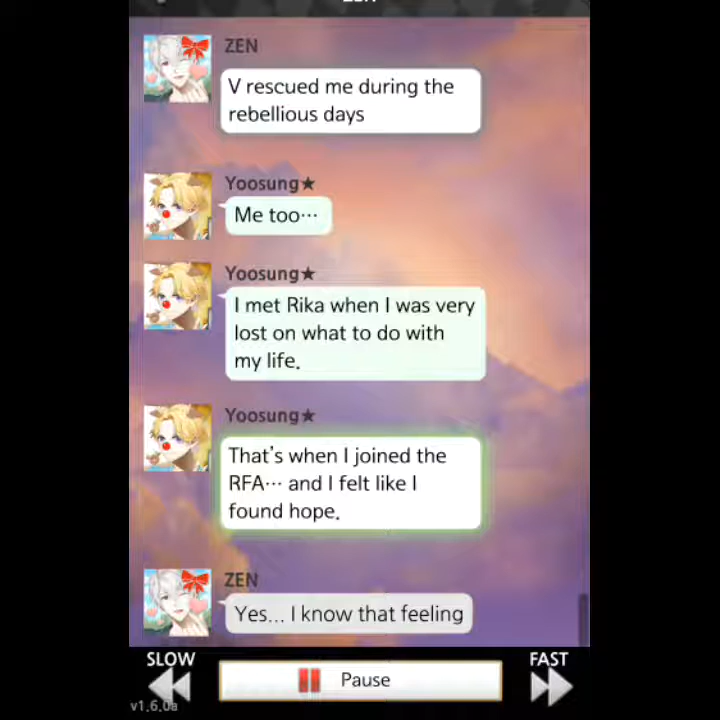 ZEN
ZEN
V rescued me during the
rebellious days
Yoosung★
Me too…
Yoosung★
I met Rika when I was very
lost on what to do with
my life.
Yoosung★
That's when I joined the
RFA… and I felt like I
found hope.
ZEN
Yes... I know that feeling
SLOW
Pause
FAST
v1.6.0a